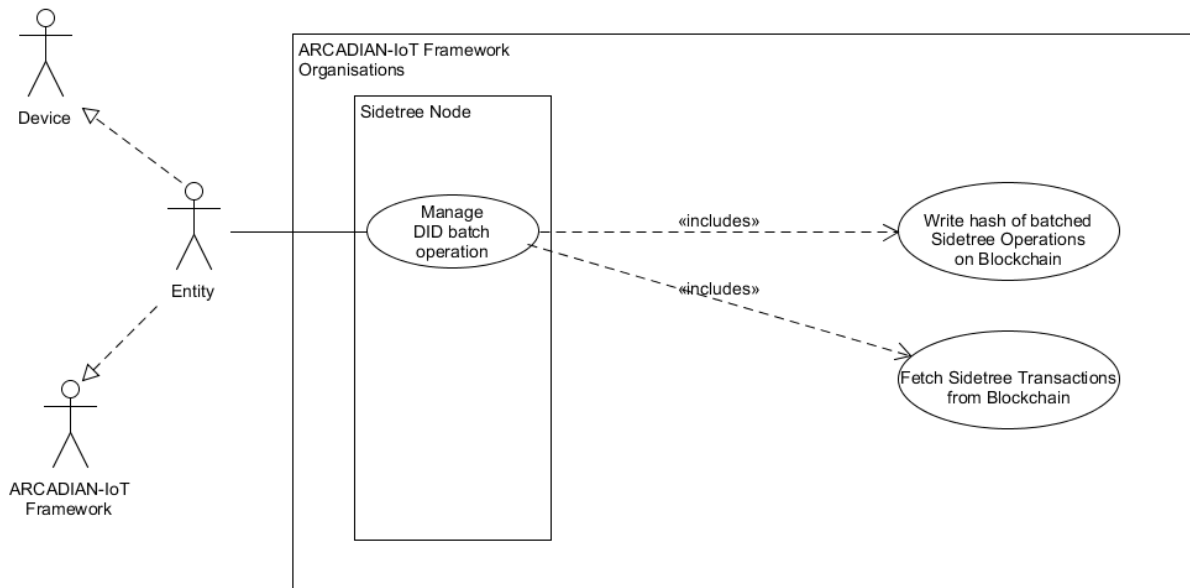 ARCADIAN-IoT Framework
Organisations
Sidetree Node
Device
Manage
DID batch
operation
«includes»
Write hash of batched
Sidetree Operations
on Blockchain
Entity
«includes»
Fetch Sidetree Transactions
from Blockchain
ARCADIAN-IoT
Framework